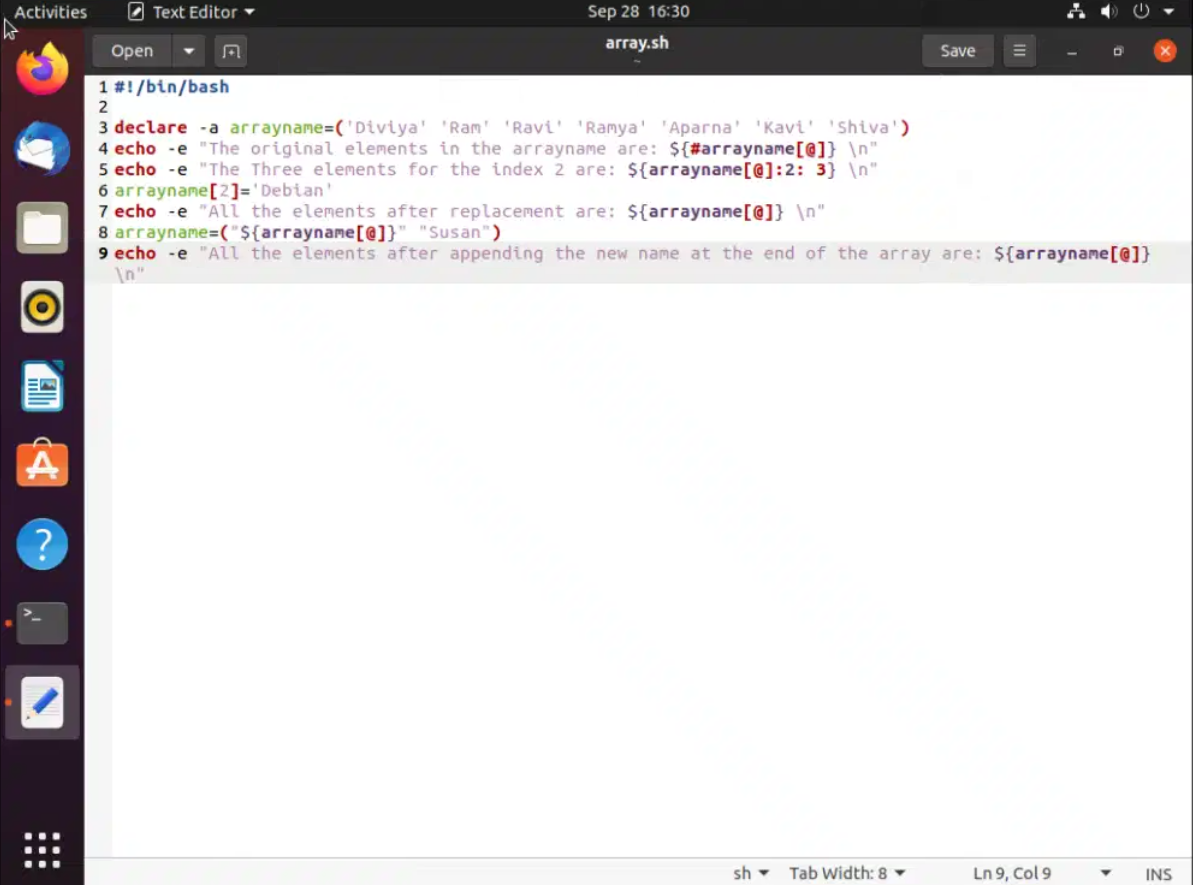 Activities Text Editor Sep 28 16:30
Open array.sh Save
~
1 #!/bin/bash
2
3 declare -a arrayname=('Diviya' 'Ram' 'Ravi' 'Ramya' 'Aparna' 'Kavi' 'Shiva')
4 echo -e "The original elements in the arrayname are: ${#arrayname[@]} \n"
5 echo -e "The Three elements for the index 2 are: ${arrayname[@]:2: 3} \n"
6 arrayname[2]='Debian'
7 echo -e "All the elements after replacement are: ${arrayname[@]} \n"
8 arrayname=("${arrayname[@]}" "Susan")
9 echo -e "All the elements after appending the new name at the end of the array are: ${arrayname[@]}
\n"
sh Tab Width: 8 Ln 9, Col 9 INS